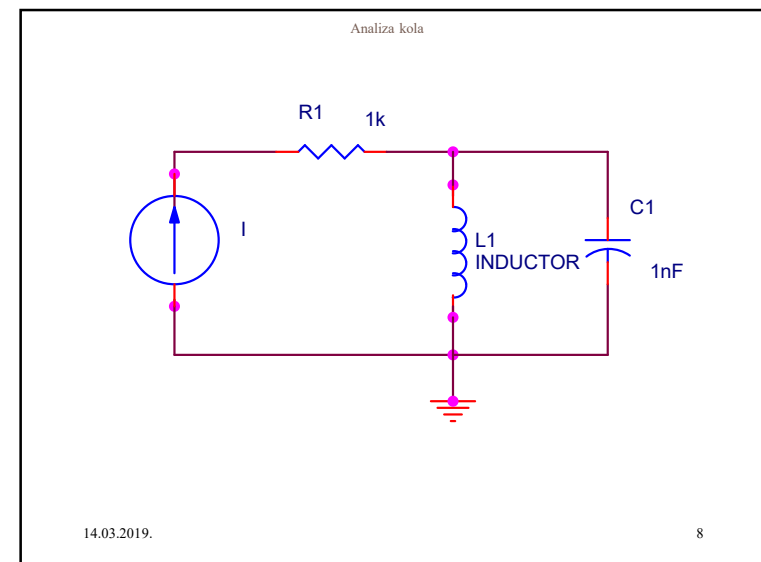 Analiza kola
R1
1k
I
L1
INDUCTOR
C1
1nF
14.03.2019.
8